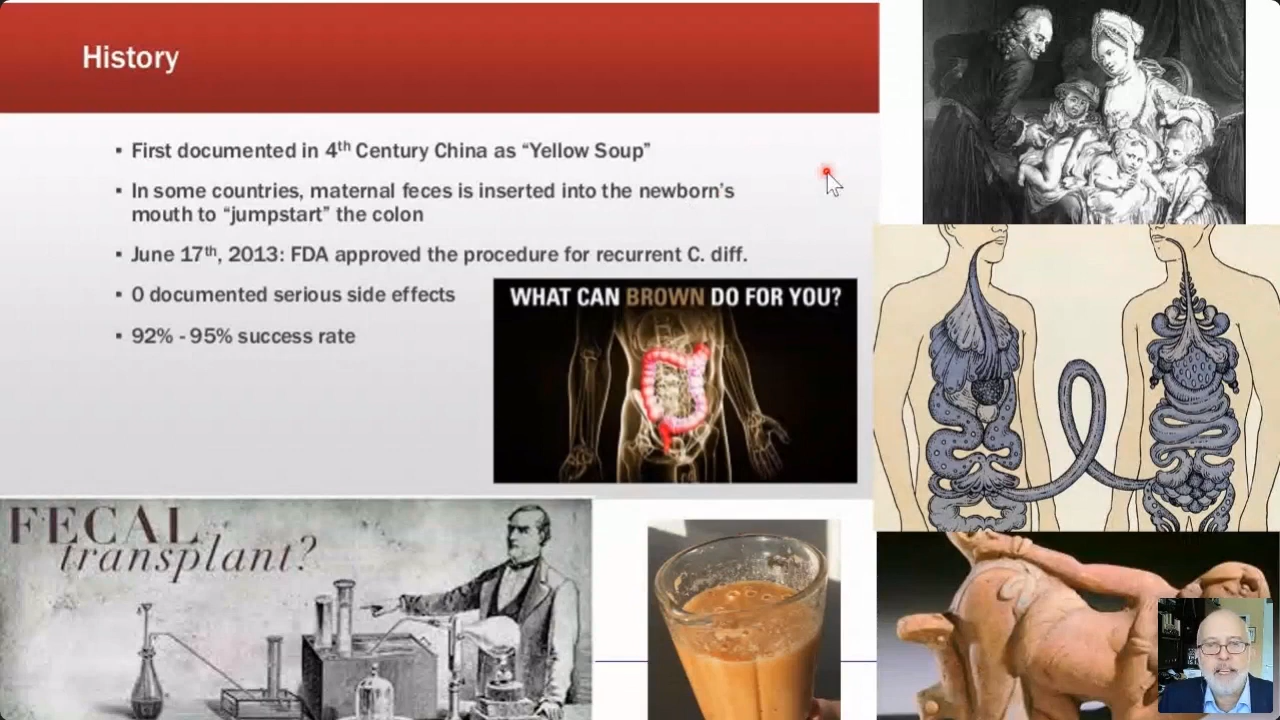 History
▪ First documented in 4th Century China as “Yellow Soup”
▪ In some countries, maternal feces is inserted into the newborn’s
mouth to “jumpstart” the colon
▪ June 17th, 2013: FDA approved the procedure for recurrent C. diff.
▪ 0 documented serious side effects
▪ 92% - 95% success rate
WHAT CAN BROWN DO FOR YOU?
FECAL
transplant?